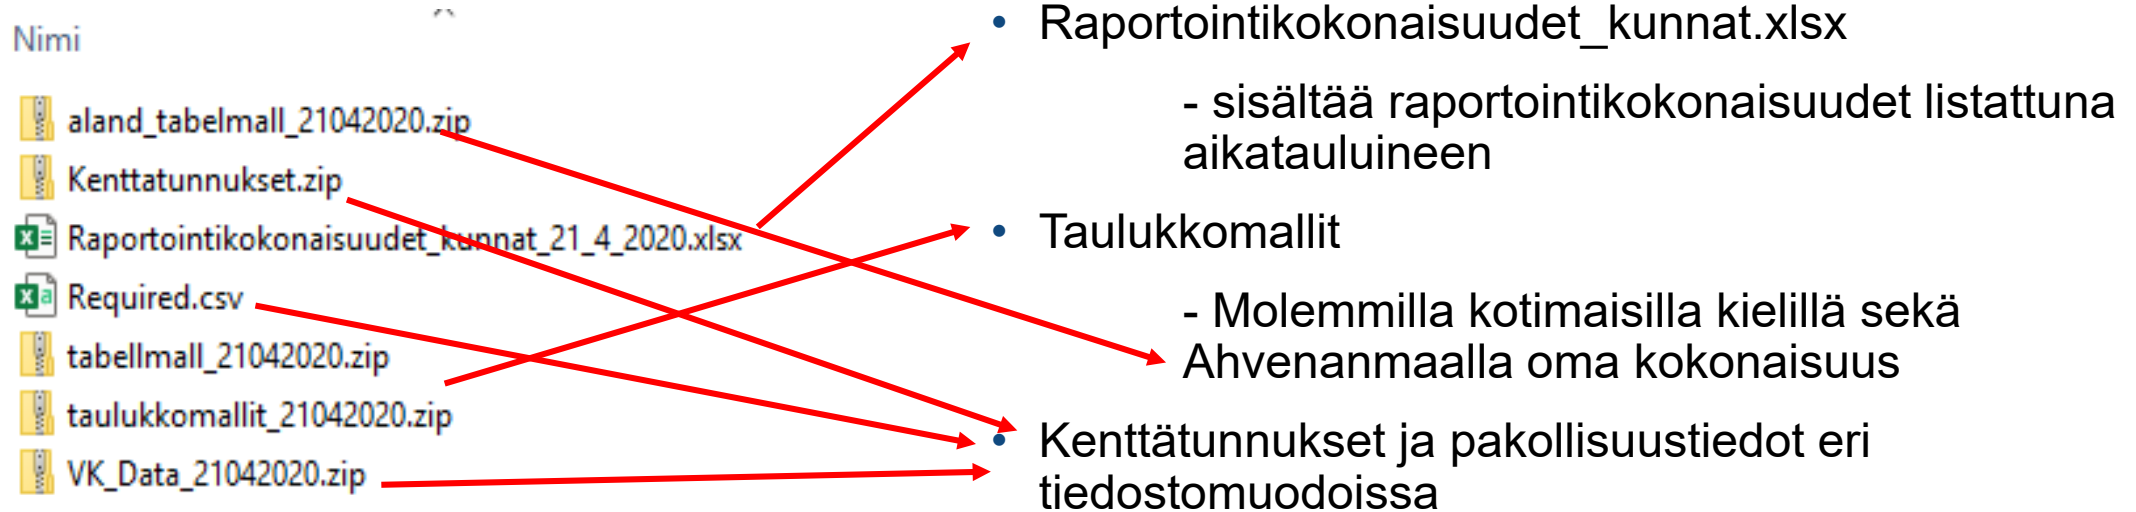 Nimi
aland_tabelmall_21042020.zip
Kenttatunnukset.zip
Raportointikokonaisuudet_kunnat_21_4_2020.xlsx
Required.csv
tabellmall_21042020.zip
taulukkomallit_21042020.zip
VK_Data_21042020.zip
• Raportointikokonaisuudet_kunnat.xlsx
- sisältää raportointikokonaisuudet listattuna
aikatauluineen
• Taulukkomallit
- Molemmilla kotimaisilla kielillä sekä
Ahvenanmaalla oma kokonaisuus
• Kenttätunnukset ja pakollisuustiedot eri
tiedostomuodoissa